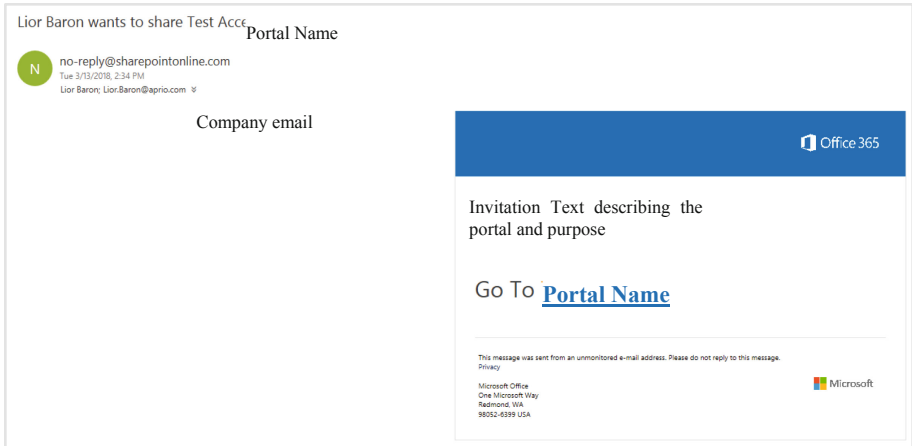 Lior Baron wants to share Test Acce
Portal Name
N
no-reply@sharepointonline.com
Tue 3/13/2018, 2:34 PM
Lior Baron; Lior.Baron@aprio.com
Company email
Office 365
Invitation Text describing the
portal and purpose
Go To Portal Name
This message was sent from an unmonitored e-mail address. Please do not reply to this message.
Privacy
Microsoft Office
One Microsoft Way
Redmond, WA
98052-6399 USA
Microsoft